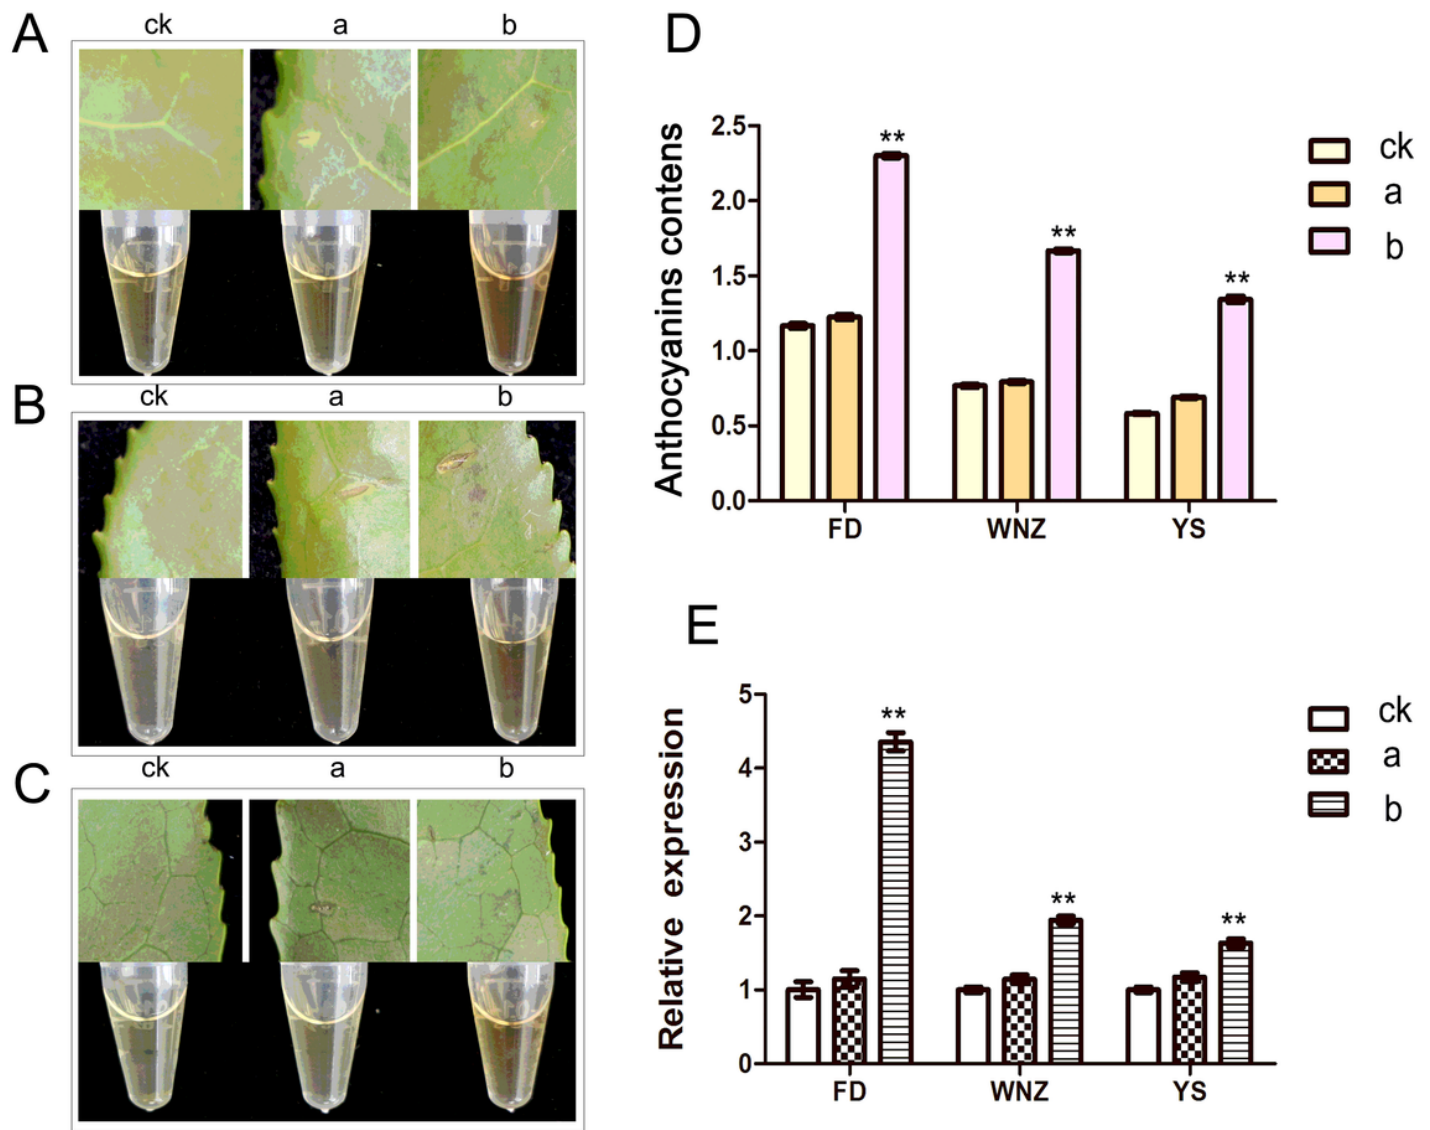 A
ck a b
B
ck a b
C
ck a b
D
Anthocyanins contens
2.5
2.0
1.5
1.0
0.5
0.0
**
**
**
FD WNZ YS
ck
a
b
E
Relative expression
5
4
3
2
1
0
**
**
**
FD WNZ YS
ck
a
b